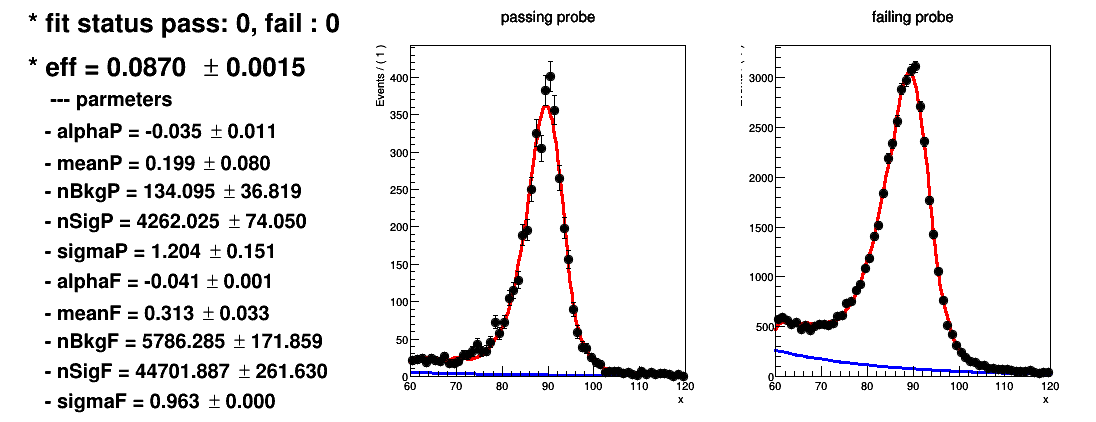 * fit status pass: 0, fail : 0
* eff = 0.0870 ± 0.0015
--- parmeters
- alphaP = -0.035 ± 0.011
- meanP = 0.199 ± 0.080
- nBkgP = 134.095 ± 36.819
- nSigP = 4262.025 ± 74.050
- sigmaP = 1.204 ± 0.151
- alphaF = -0.041 ± 0.001
- meanF = 0.313 ± 0.033
- nBkgF = 5786.285 ± 171.859
- nSigF = 44701.887 ± 261.630
- sigmaF = 0.963 ± 0.000
passing probe
Events / ( 1 )
400
350
300
250
200
150
100
50
0
60 70 80 90 100 110 120
x
failing probe
3000
2500
2000
1500
1000
500
0
60 70 80 90 100 110 120
x